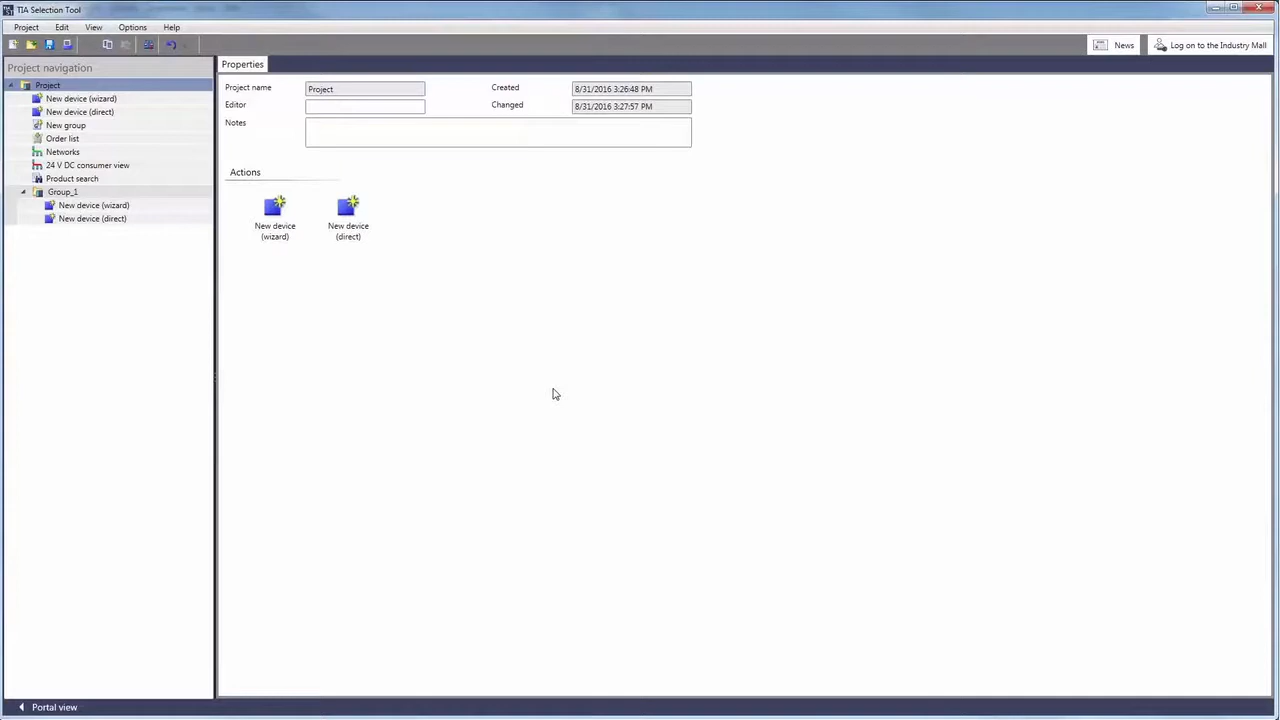 TIA Selection Tool
Project Edit View Options Help
News
Log on to the Industry Mall
Project navigation
Project
New device (wizard)
New device (direct)
New group
Order list
Networks
24 V DC consumer view
Product search
Group_1
New device (wizard)
New device (direct)
Properties
Project name Project Created 8/31/2016 3:26:48 PM
Editor Changed 8/31/2016 3:27:57 PM
Notes
Actions
New device (wizard)
New device (direct)
Portal view